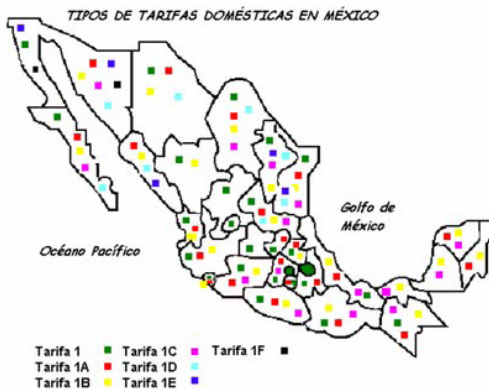 TIPOS DE TARIFAS DOMÉSTICAS EN MÉXICO
Golfo de
México
Océano Pacífico
Tarifa 1 Tarifa 1C Tarifa 1F
Tarifa 1A Tarifa 1D
Tarifa 1B Tarifa 1E